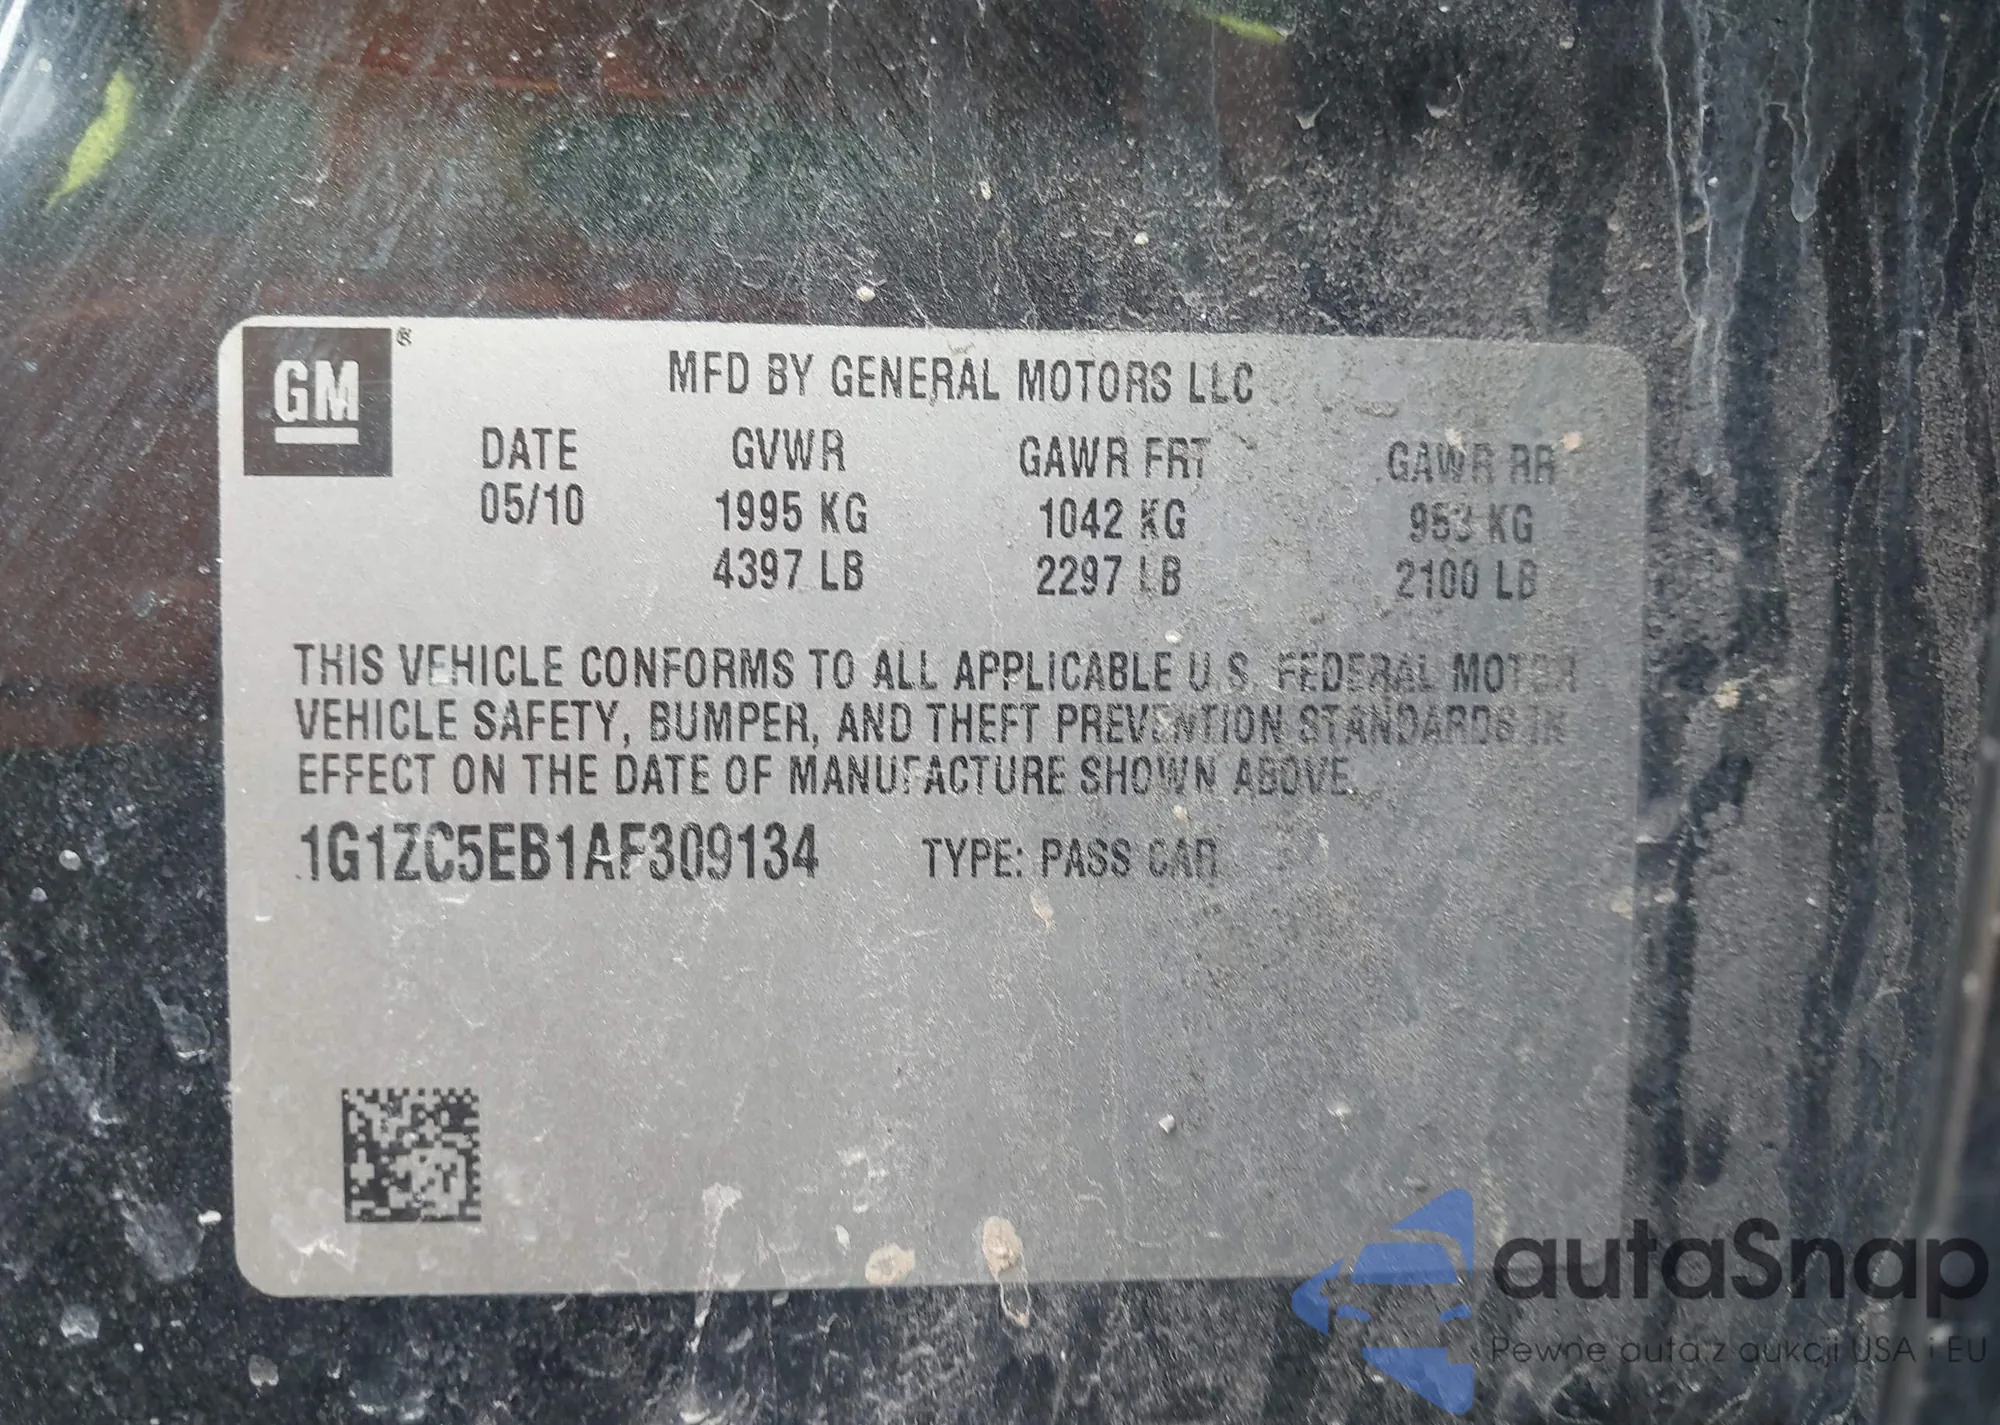 GM®
MFD BY GENERAL MOTORS LLC
DATE GVWR GAWR FRT GAWR RR
05/10 1995 KG 1042 KG 953 KG
4397 LB 2297 LB 2100 LB
THIS VEHICLE CONFORMS TO ALL APPLICABLE U.S. FEDERAL MOTOR
VEHICLE SAFETY, BUMPER, AND THEFT PREVENTION STANDARDS IN
EFFECT ON THE DATE OF MANUFACTURE SHOWN ABOVE.
1G1ZC5EB1AF309134 TYPE: PASS CAR
autaSnap
Pewne auta z aukcji USA i EU